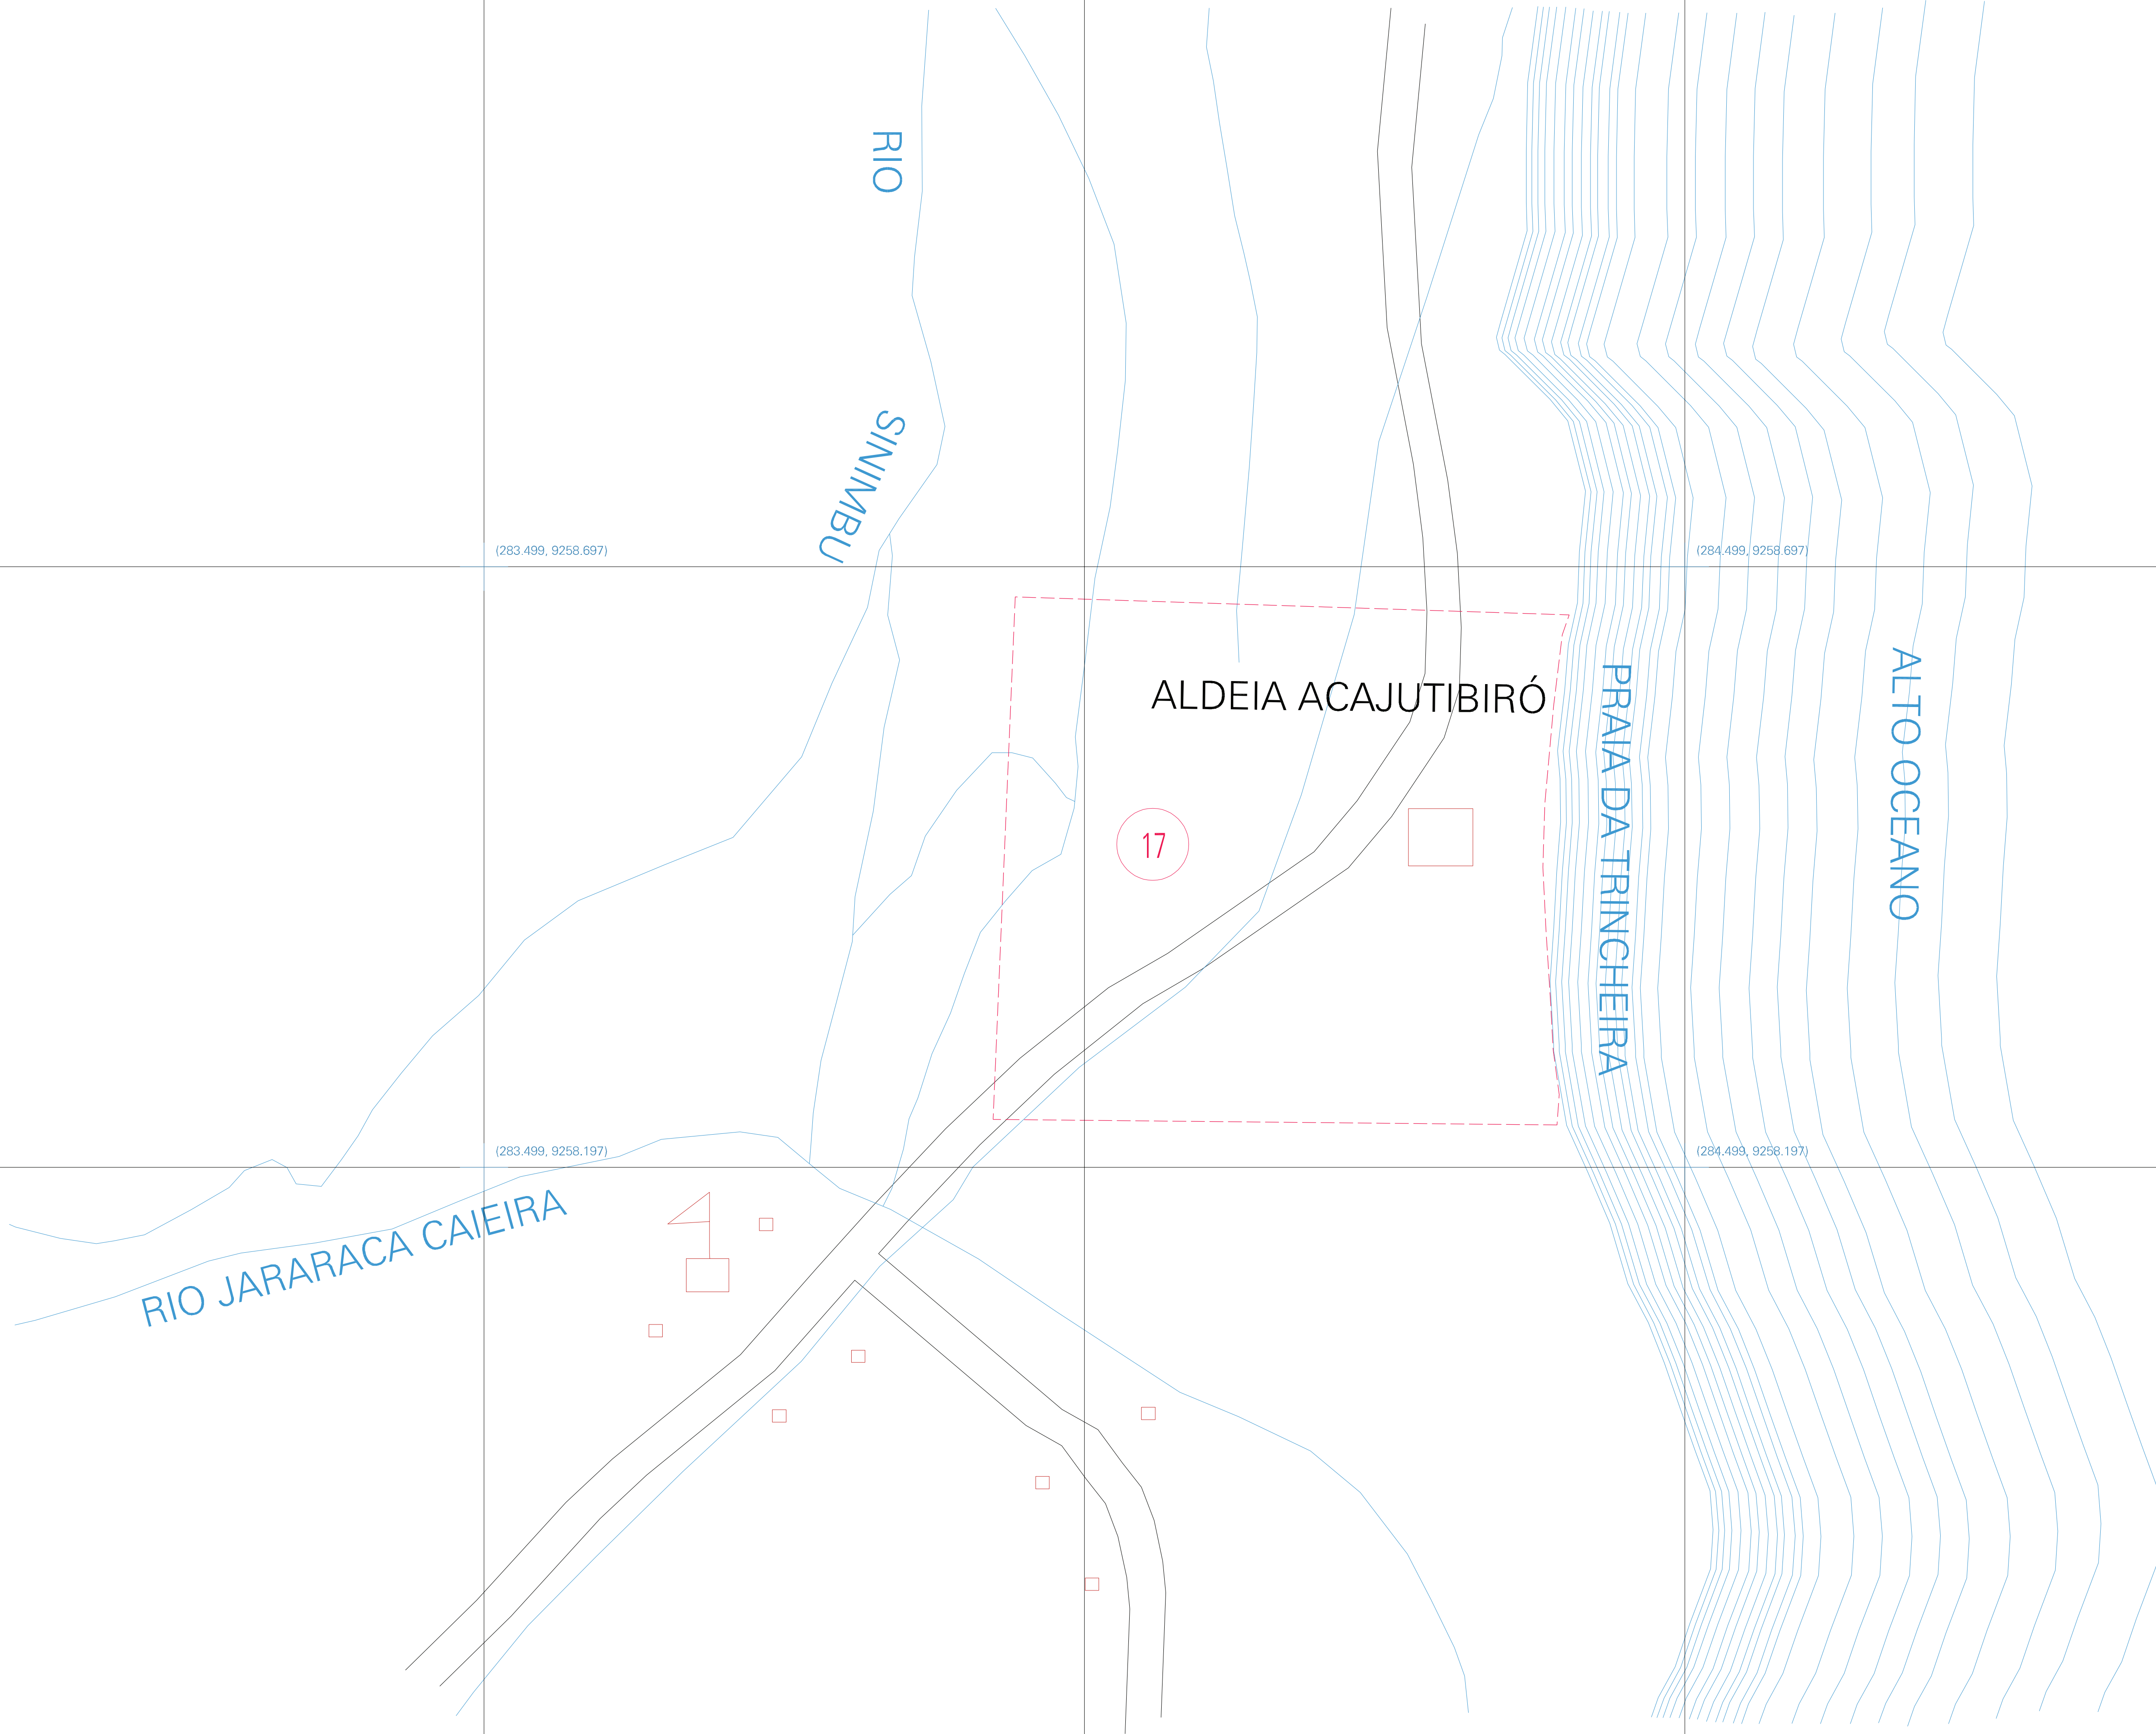 RIO
SINIMBU
(283.499, 9258.697)
(284.499, 9258.697)
ALDEIA ACAJUTIBIRÓ
PRAIA DA TRINCHEIRA
ALTO OCEANO
17
(283.499, 9258.197)
(284.499, 9258.197)
RIO JARARACA CAIEIRA